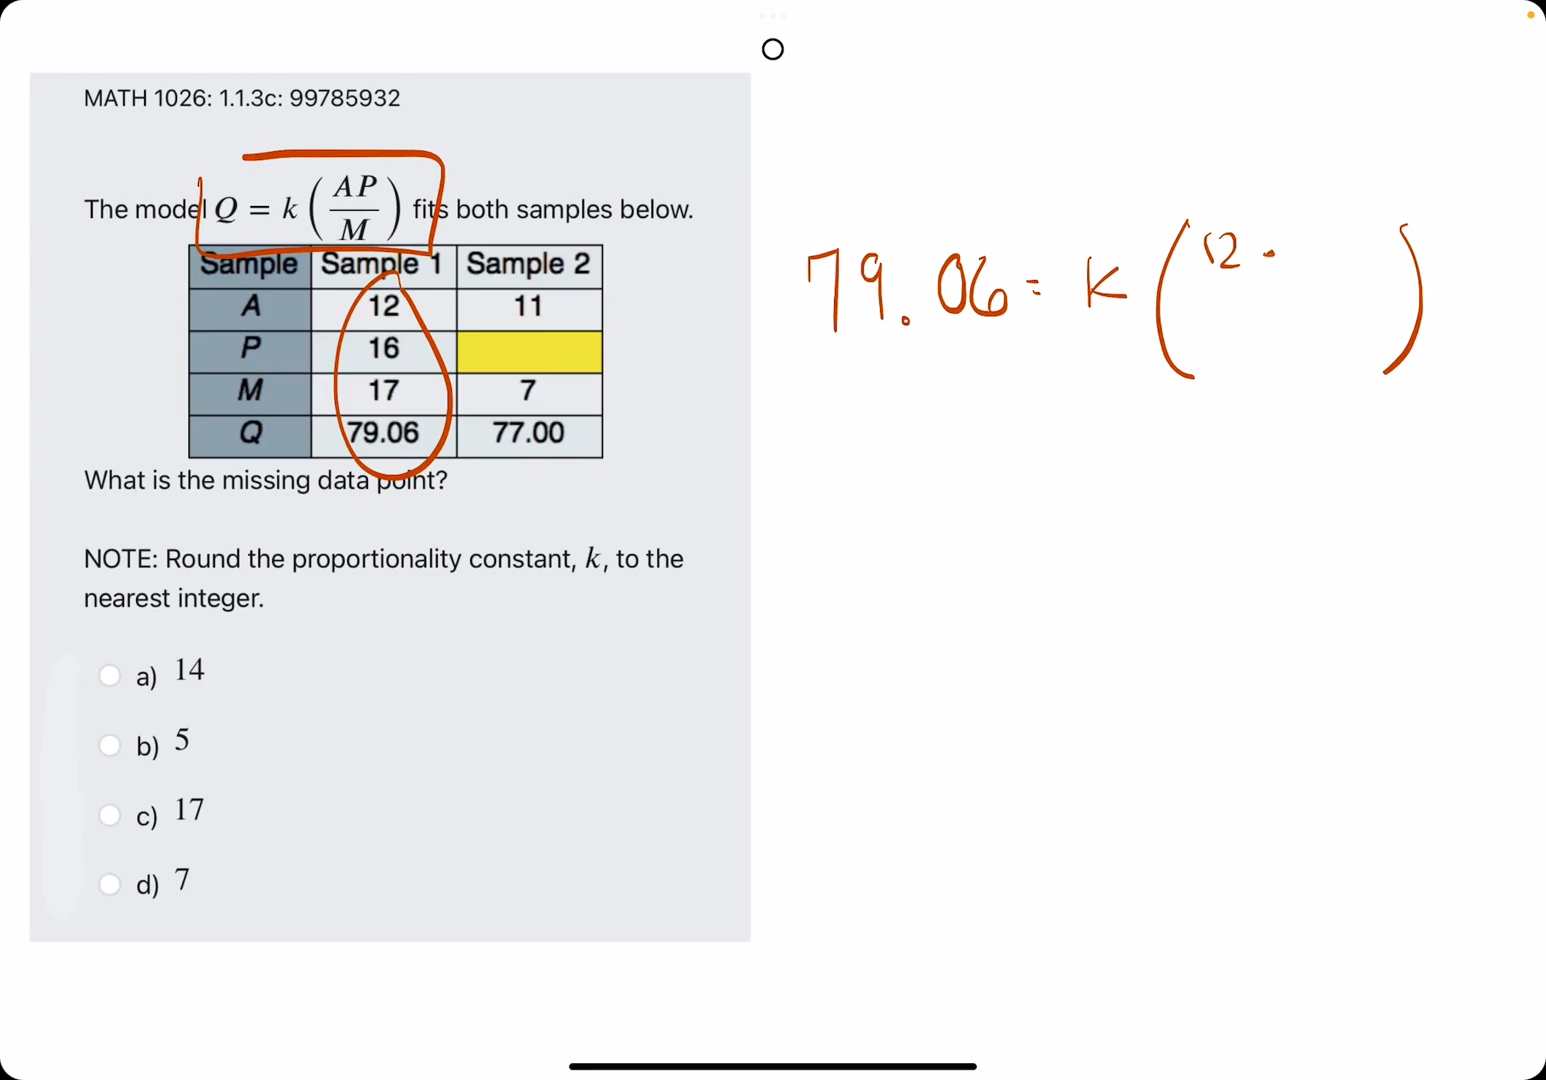 MATH 1026: 1.1.3c: 99785932
The model Q = k (AP/M) fits both samples below.
Sample Sample 1 Sample 2
A 12 11
P 16
M 17 7
Q 79.06 77.00
What is the missing data point?
NOTE: Round the proportionality constant, k, to the
nearest integer.
a) 14
b) 5
c) 17
d) 7
79.06 = k (12 ·   )